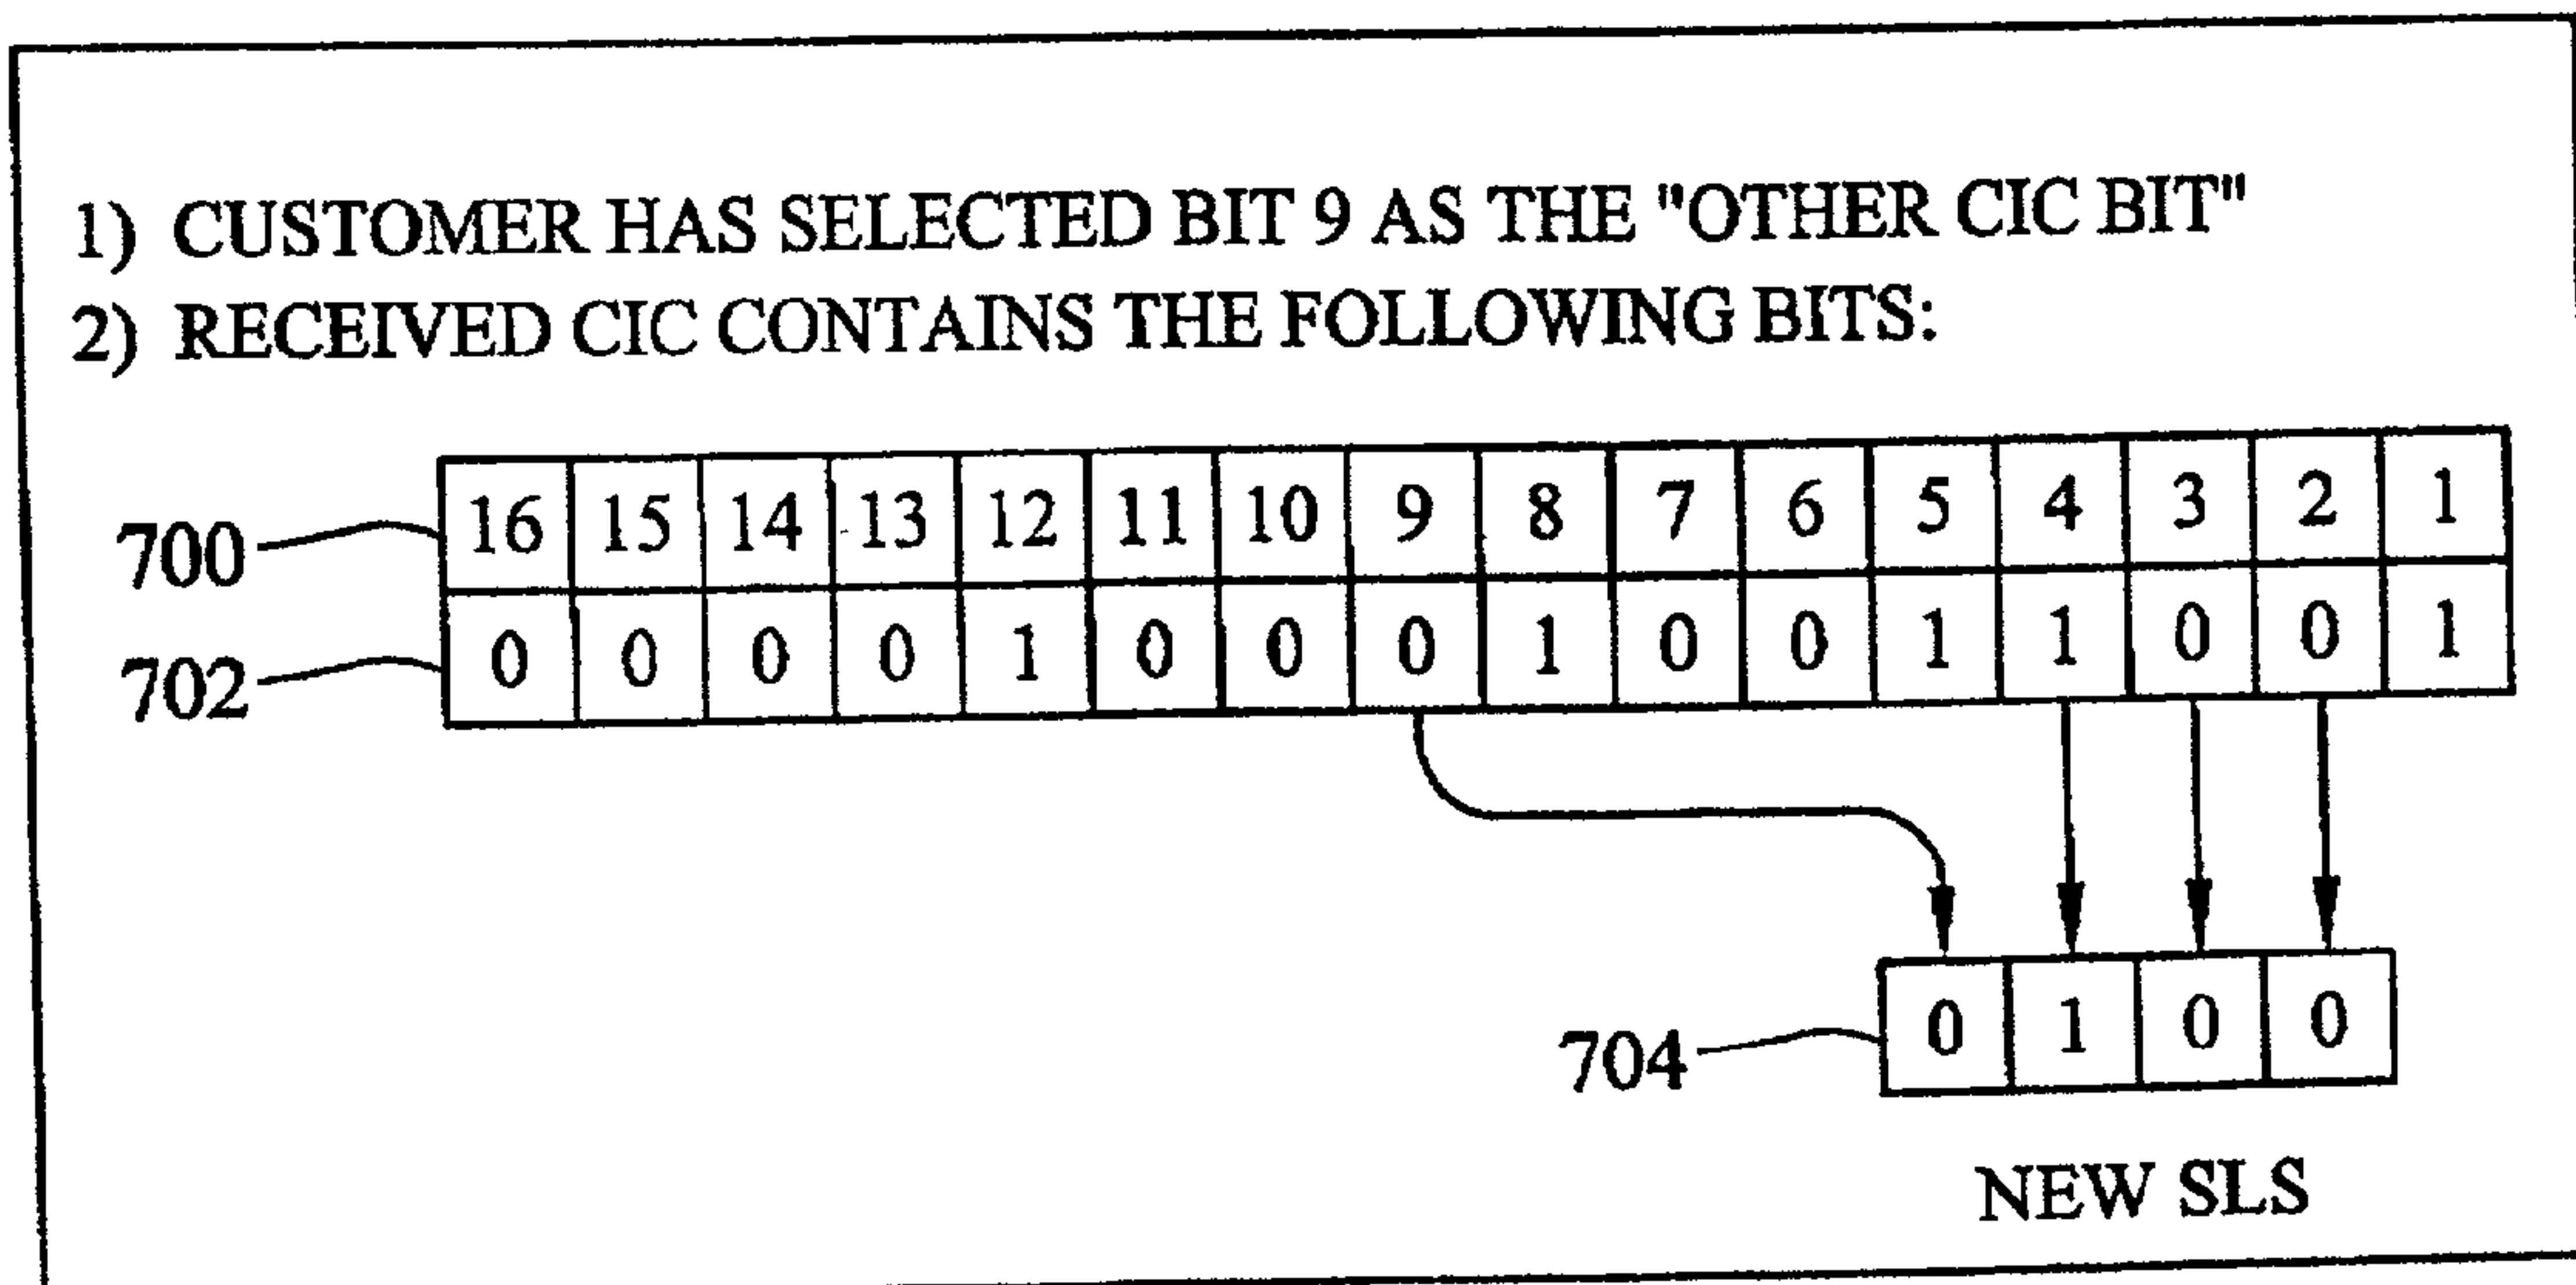 1) CUSTOMER HAS SELECTED BIT 9 AS THE "OTHER CIC BIT"
2) RECEIVED CIC CONTAINS THE FOLLOWING BITS:
700 16 15 14 13 12 11 10 9 8 7 6 5 4 3 2 1
702 0 0 0 0 1 0 0 0 1 0 0 1 1 0 0 1
704 0 1 0 0
NEW SLS